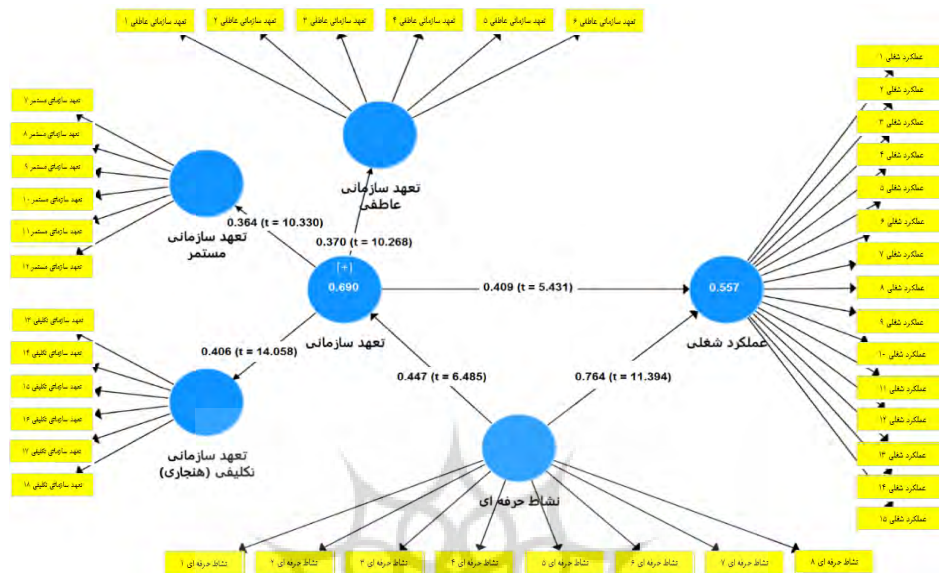 تعهد سازمانی عاطفی ۱
تعهد سازمانی عاطفی ۲
تعهد سازمانی عاطفی ۳
تعهد سازمانی عاطفی ۴
تعهد سازمانی عاطفی ۵
تعهد سازمانی عاطفی ۶
تعهد سازمانی مستمر ۷
تعهد سازمانی مستمر ۸
تعهد سازمانی مستمر ۹
تعهد سازمانی مستمر ۱۰
تعهد سازمانی مستمر ۱۱
تعهد سازمانی مستمر ۱۲
تعهد سازمانی
عاطفی
تعهد سازمانی
مستمر
0.364 (t = 10.330)
0.370 (t = 10.268)
[+]
0.690
تعهد سازمانی
0.409 (t = 5.431)
0.557
عملکرد شغلی
0.406 (t = 14.058)
0.447 (t = 6.485)
0.764 (t = 11.394)
تعهد سازمانی تکلیفی ۱۳
تعهد سازمانی تکلیفی ۱۴
تعهد سازمانی تکلیفی ۱۵
تعهد سازمانی تکلیفی ۱۶
تعهد سازمانی تکلیفی ۱۷
تعهد سازمانی تکلیفی ۱۸
تعهد سازمانی
تکلیفی (هنجاری)
نشاط حرفه ای
عملکرد شغلی ۰۱
عملکرد شغلی ۲
عملکرد شغلی ۰۳
عملکرد شغلی ۴
عملکرد شغلی ۵
عملکرد شغلی ۶
عملکرد شغلی ۷
عملکرد شغلی ۸
عملکرد شغلی ۹
عملکرد شغلی ۱۰
عملکرد شغلی ۱۱
عملکرد شغلی ۱۲
عملکرد شغلی ۱۳
عملکرد شغلی ۱۴
عملکرد شغلی ۱۵
نشاط حرفه ای ۱
نشاط حرفه ای ۲
نشاط حرفه ای ۳
نشاط حرفه ای ۴
نشاط حرفه ای ۵
نشاط حرفه ای ۶
نشاط حرفه ای ۷
نشاط حرفه ای ۸